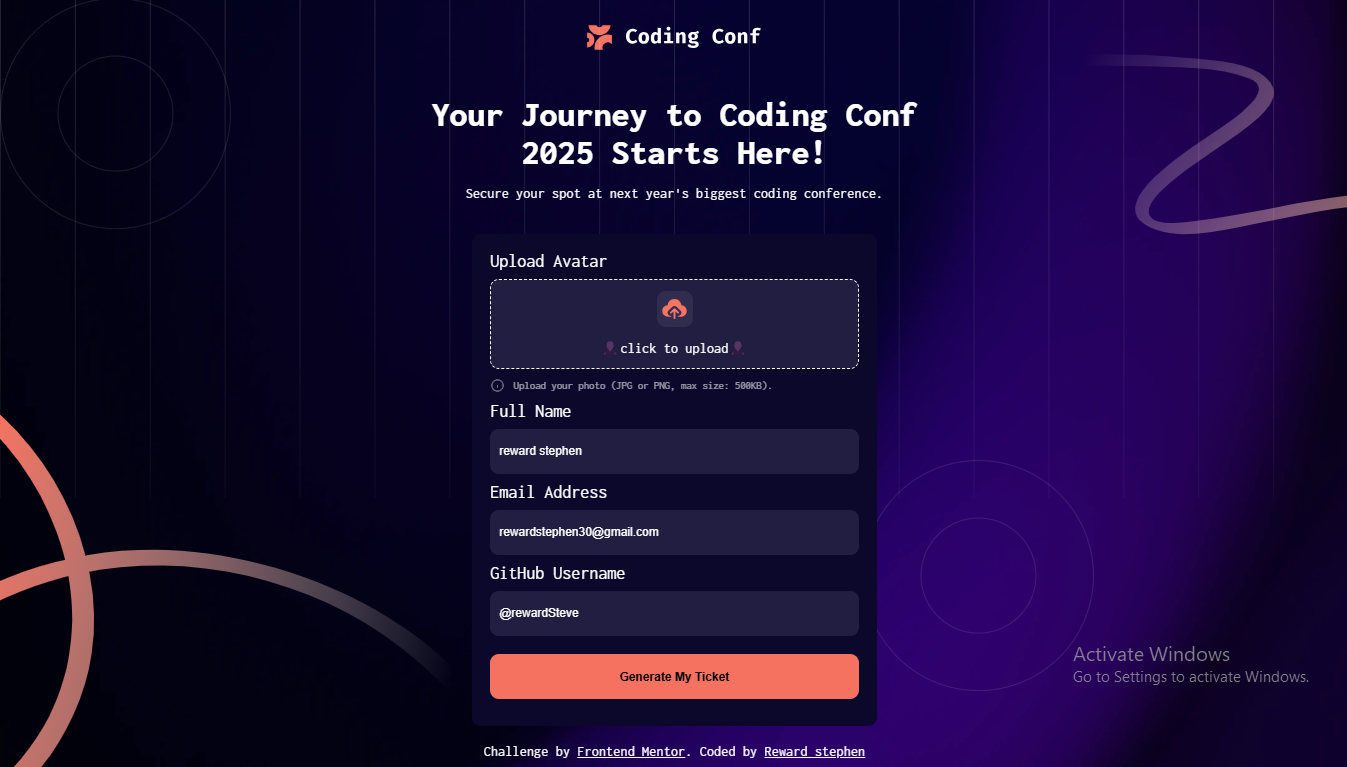 Coding Conf
Your Journey to Coding Conf
2025 Starts Here!
Secure your spot at next year's biggest coding conference.
Upload Avatar
click to upload
Upload your photo (JPG or PNG, max size: 500KB).
Full Name
reward stephen
Email Address
rewardstephen30@gmail.com
GitHub Username
@rewardSteve
Generate My Ticket
Activate Windows
Go to Settings to activate Windows.
Challenge by Frontend Mentor. Coded by Reward stephen